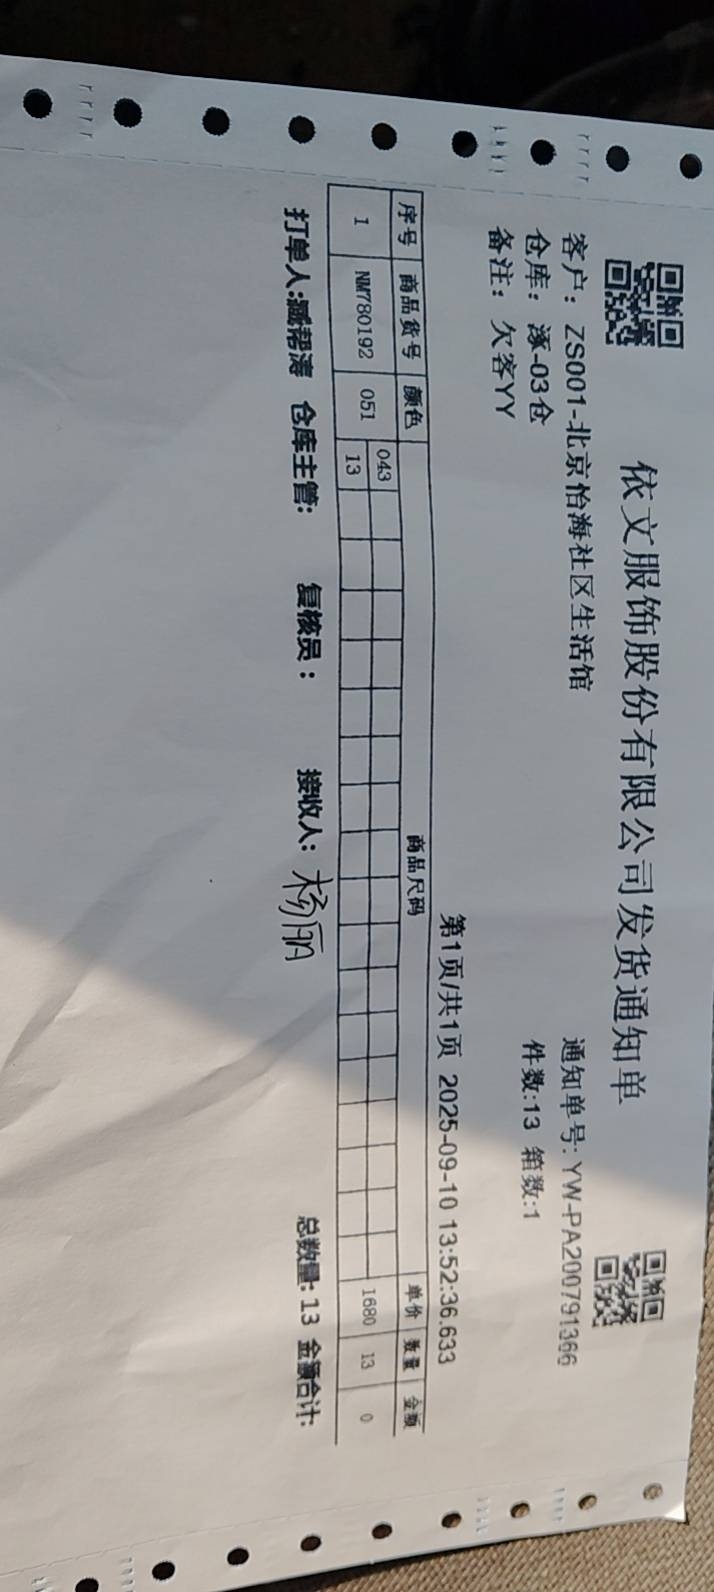 依文服饰股份有限公司发货通知单
客户：ZS001-北京怡海社区生活馆 通知单号: YW-PA200791366
仓库：涿-03仓 件数:13 箱数:1
备注：欠客YY
第1页/共1页 2025-09-10 13:52:36.633
序号 商品货号 颜色 商品尺码 单价 数量 金额
043
1 NM780192 051 13 1680 13 0
打单人:臧帮涛 仓库主管: 复核员： 接收人: 杨丽 总数量: 13 金额合计: